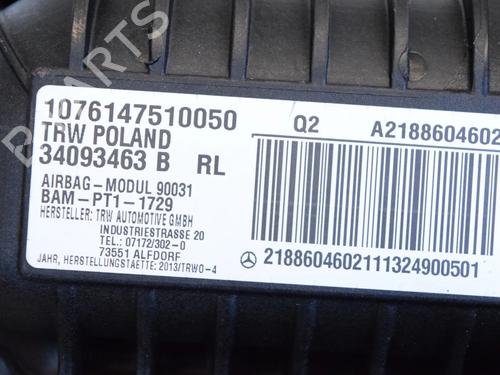 1076147510050
TRW POLAND
34093463 B RL
AIRBAG-MODUL 90031
BAM-PT1-1729
HERSTELLER: TRW AUTOMOTIVE GMBH
INDUSTRIESTRASSE 20
TEL.: 07172/302-0
73551 ALFDORF
JAHR, HERSTELLUNGSTAETTE: 2013/TRW0-4
Q2 A2188604602
2188604602111324900501
B PARTS